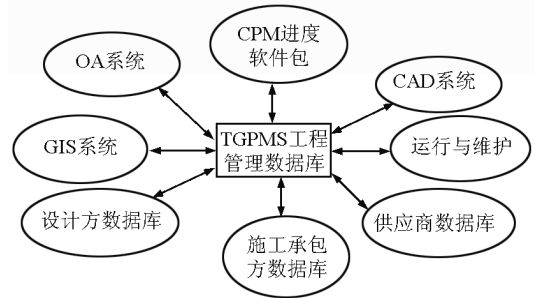 CPM进度
软件包
OA系统
CAD系统
TGPMS工程
管理数据库
GIS系统
运行与维护
设计方数据库
供应商数据库
施工承包
方数据库